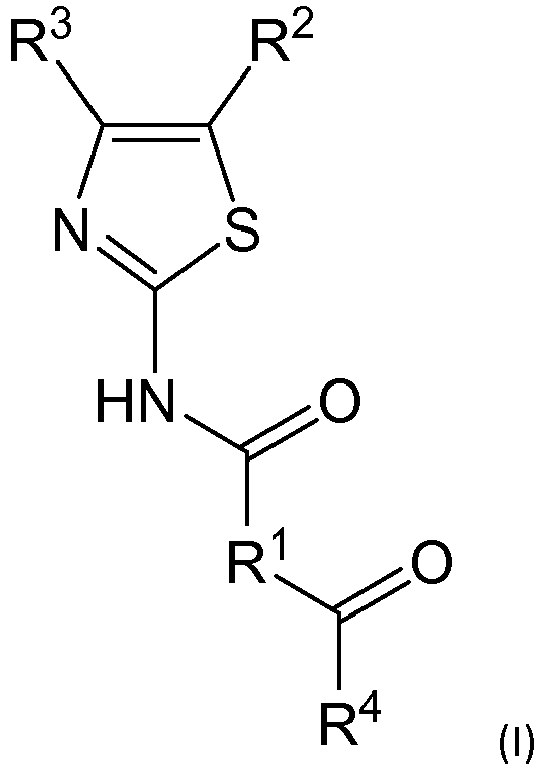 R³ R²
N S
HN O
R¹ O
R⁴ (I)